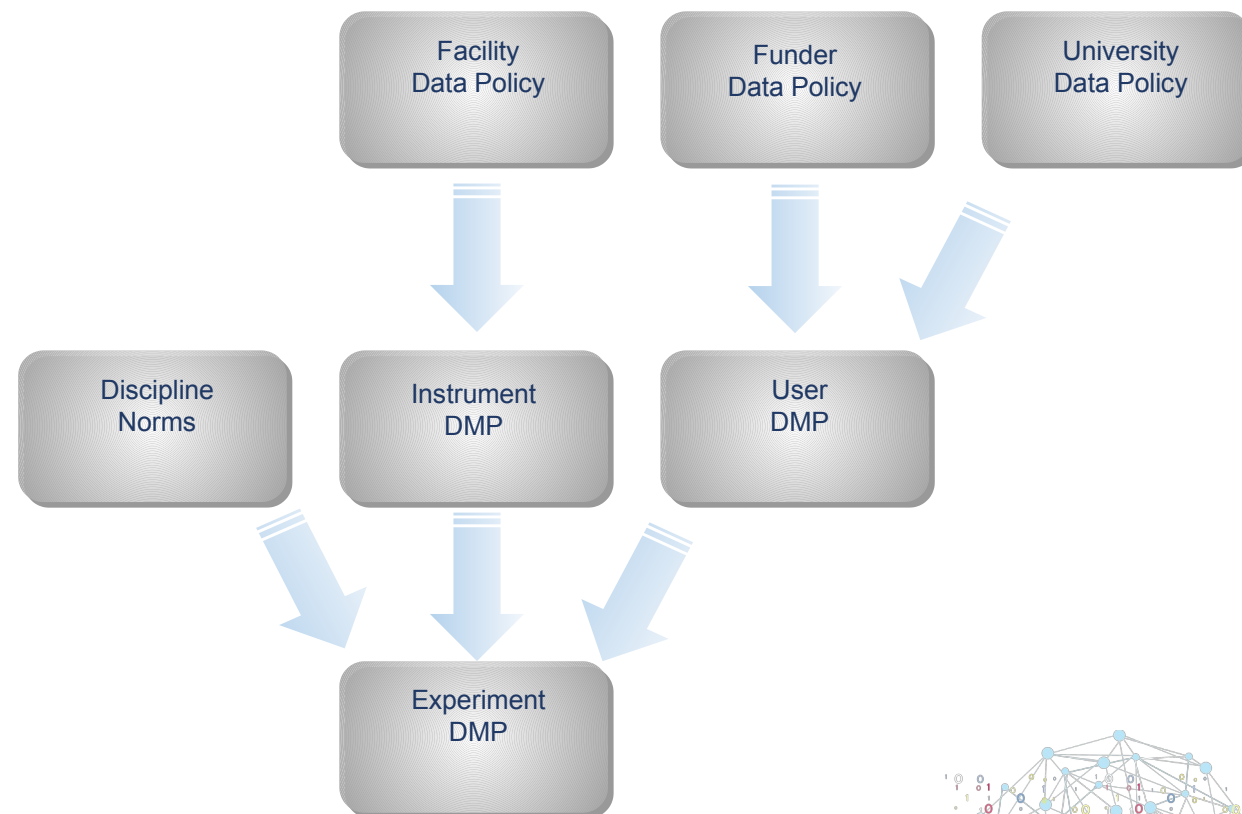 Facility
Data Policy
Funder
Data Policy
University
Data Policy
Discipline
Norms
Instrument
DMP
User
DMP
Experiment
DMP